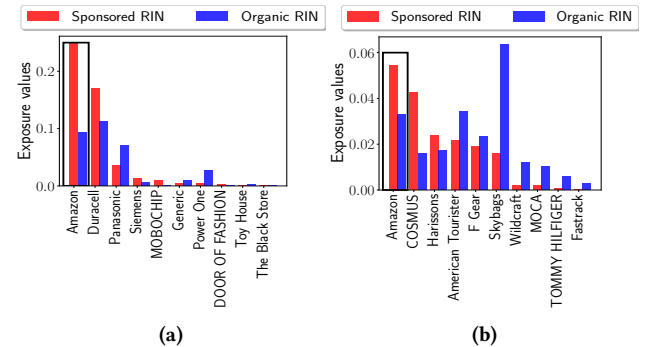 Sponsored RIN
Organic RIN
Exposure values
0.2
0.1
0.0
Amazon
Duracell
Panasonic
Siemens
MOBOCHIP
Generic
Power One
DOOR OF FASHION
Toy House
The Black Store
(a)
Sponsored RIN
Organic RIN
Exposure values
0.06
0.04
0.02
0.00
Amazon
COSMUS
Harissons
American Tourister
F Gear
Skybags
Wildcraft
MOCA
TOMMY HILFIGER
Fastrack
(b)